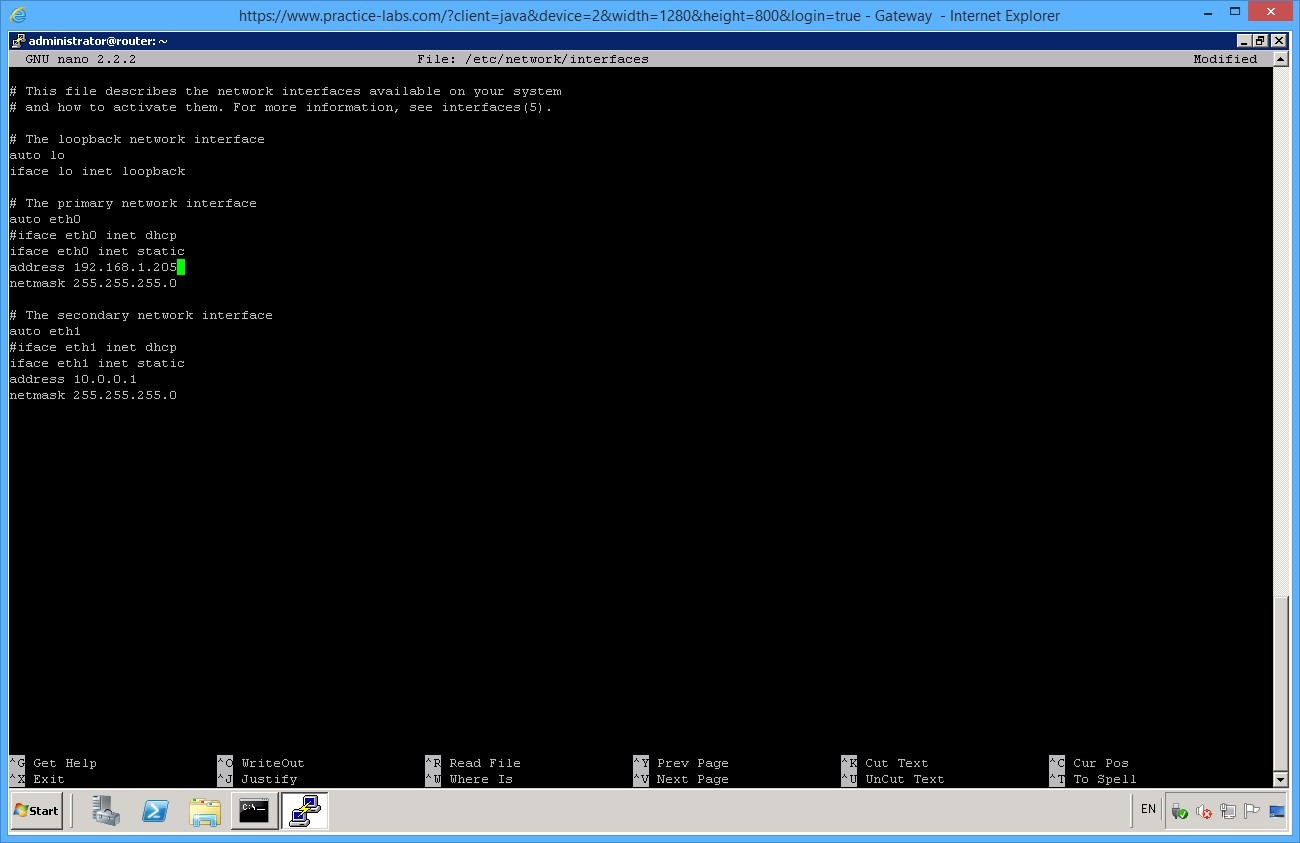 https://www.practice-labs.com/?client=java&device=2&width=1280&height=800&login=true - Gateway - Internet Explorer
administrator@router: ~
GNU nano 2.2.2 File: /etc/network/interfaces Modified
# This file describes the network interfaces available on your system
# and how to activate them. For more information, see interfaces(5).
# The loopback network interface
auto lo
iface lo inet loopback
# The primary network interface
auto eth0
#iface eth0 inet dhcp
iface eth0 inet static
address 192.168.1.205
netmask 255.255.255.0
# The secondary network interface
auto eth1
#iface eth1 inet dhcp
iface eth1 inet static
address 10.0.0.1
netmask 255.255.255.0
^G Get Help ^O WriteOut ^R Read File ^Y Prev Page ^K Cut Text ^C Cur Pos
^X Exit ^J Justify ^W Where Is ^V Next Page ^U UnCut Text ^T To Spell
Start C:\. EN